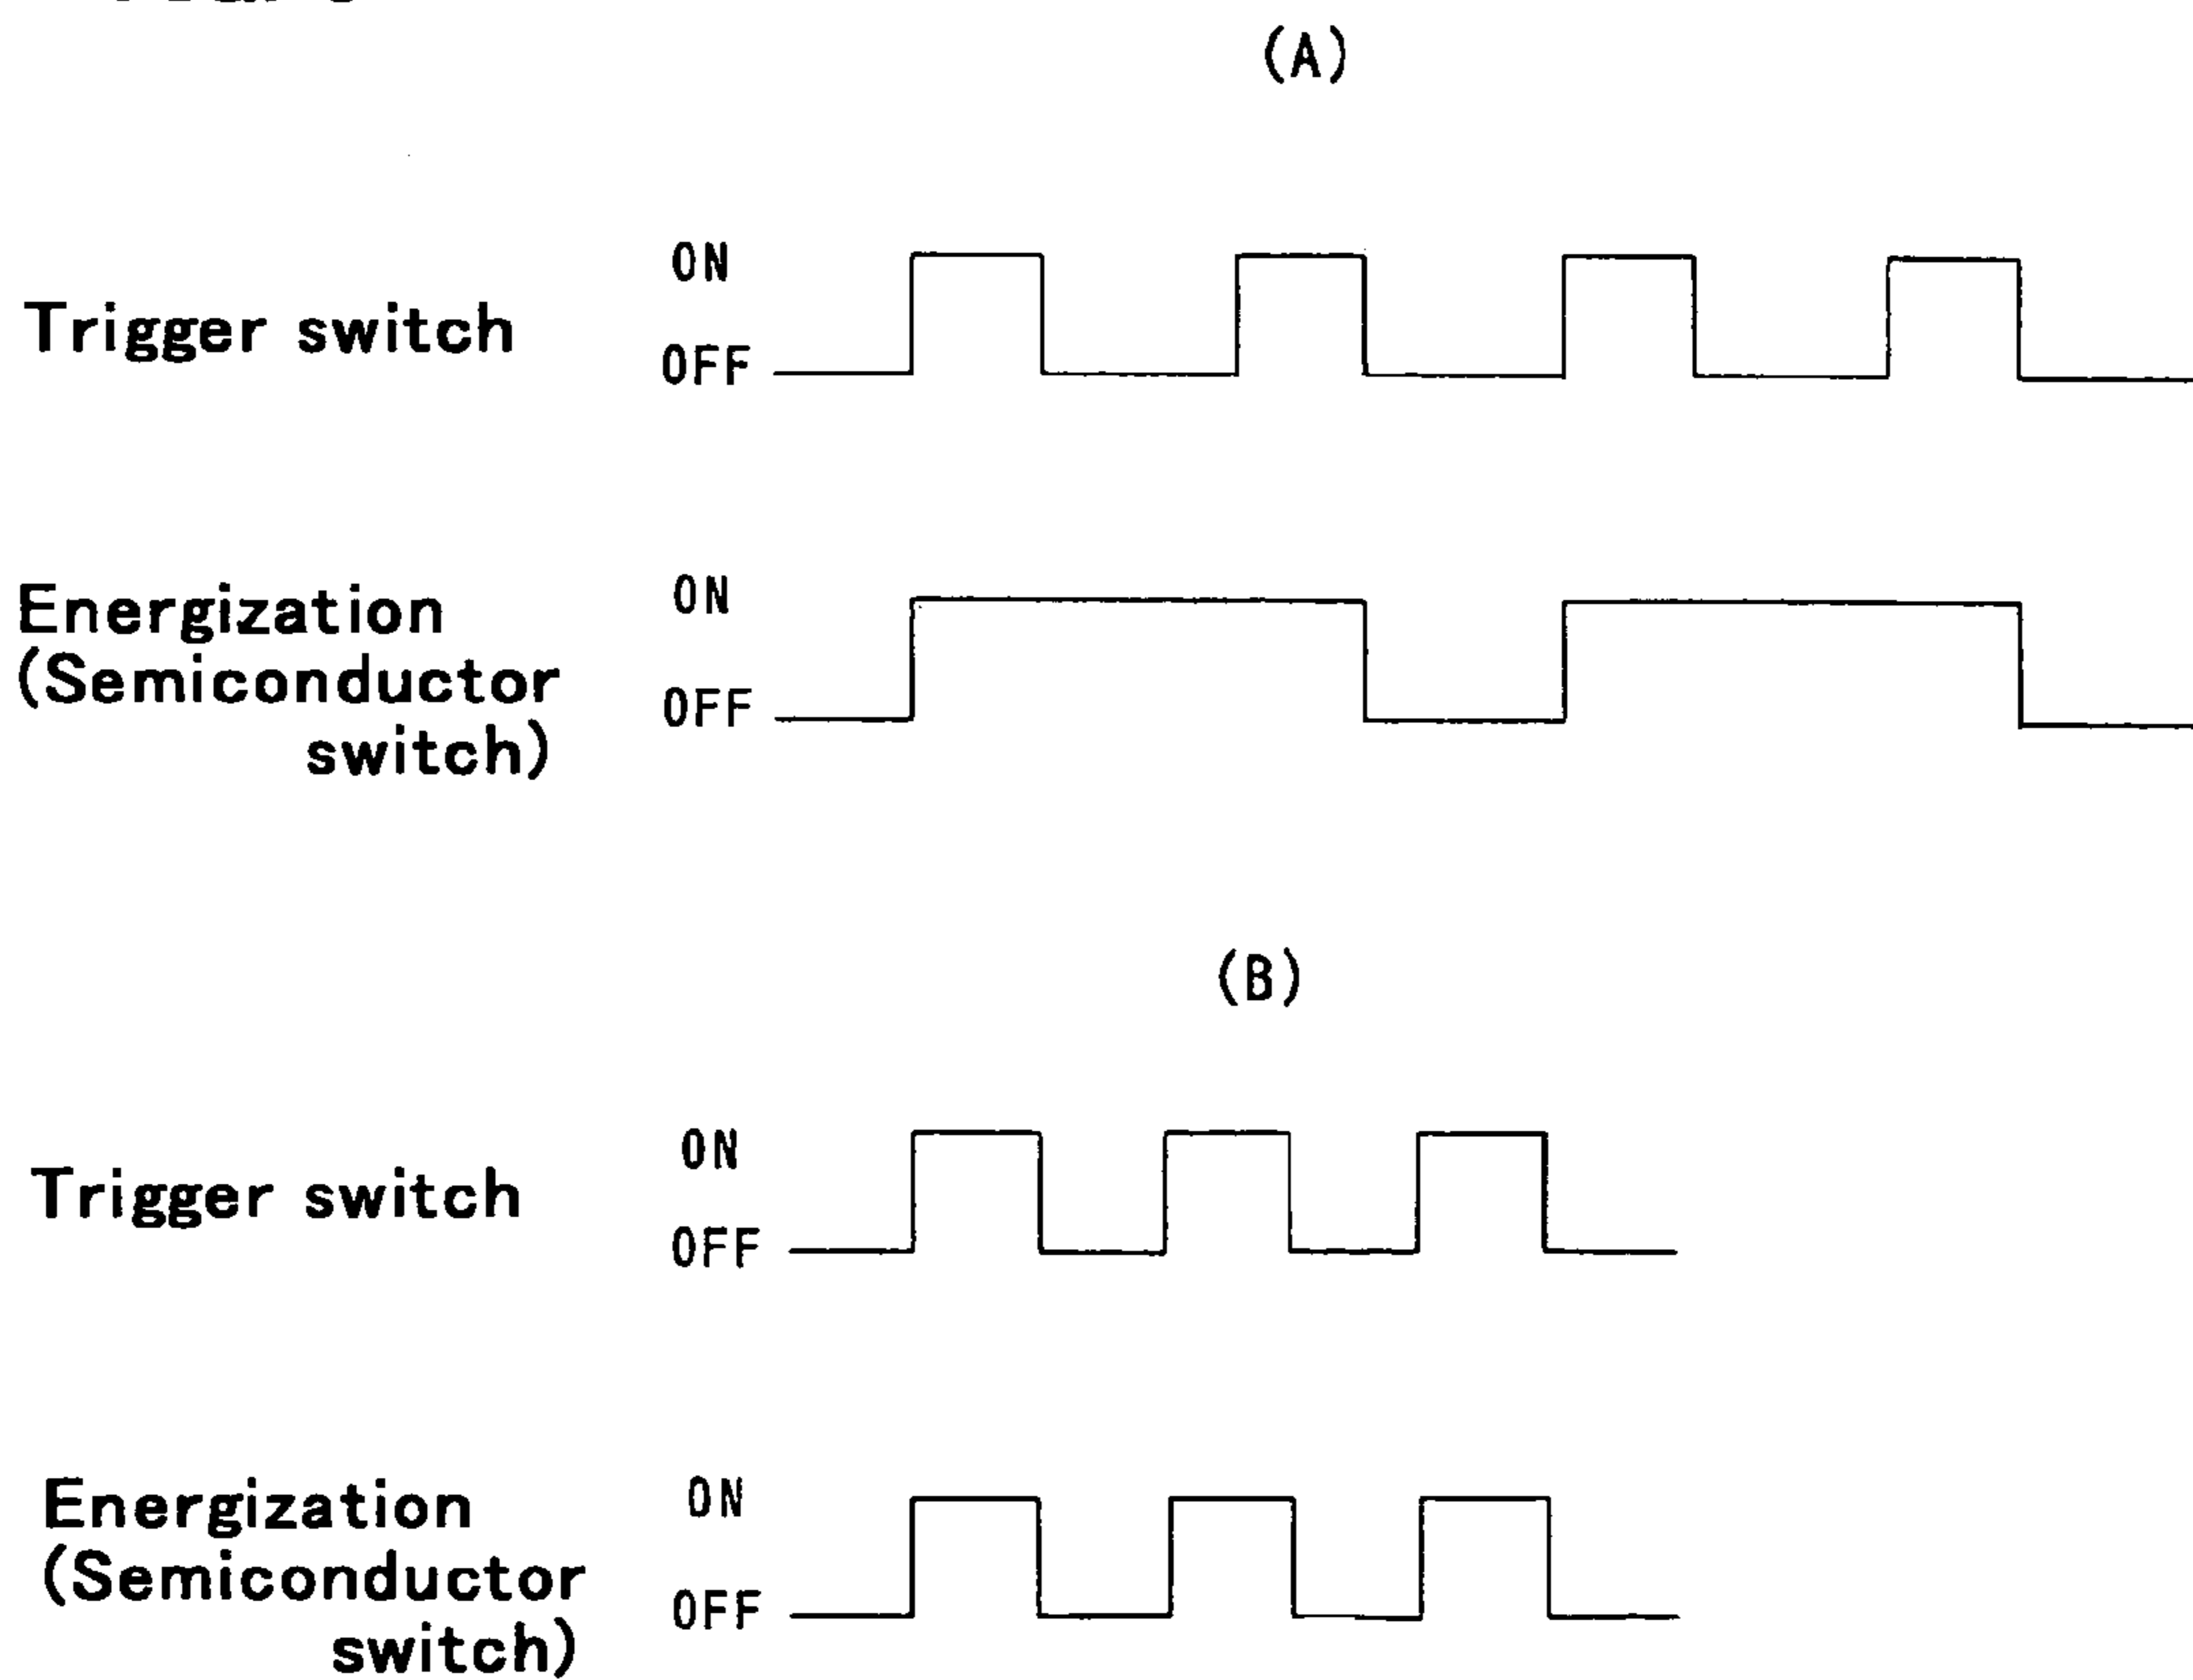 (A)
ON
Trigger switch
OFF
ON
Energization
(Semiconductor
OFF
switch)
(B)
ON
Trigger switch
OFF
ON
Energization
(Semiconductor
OFF
switch)